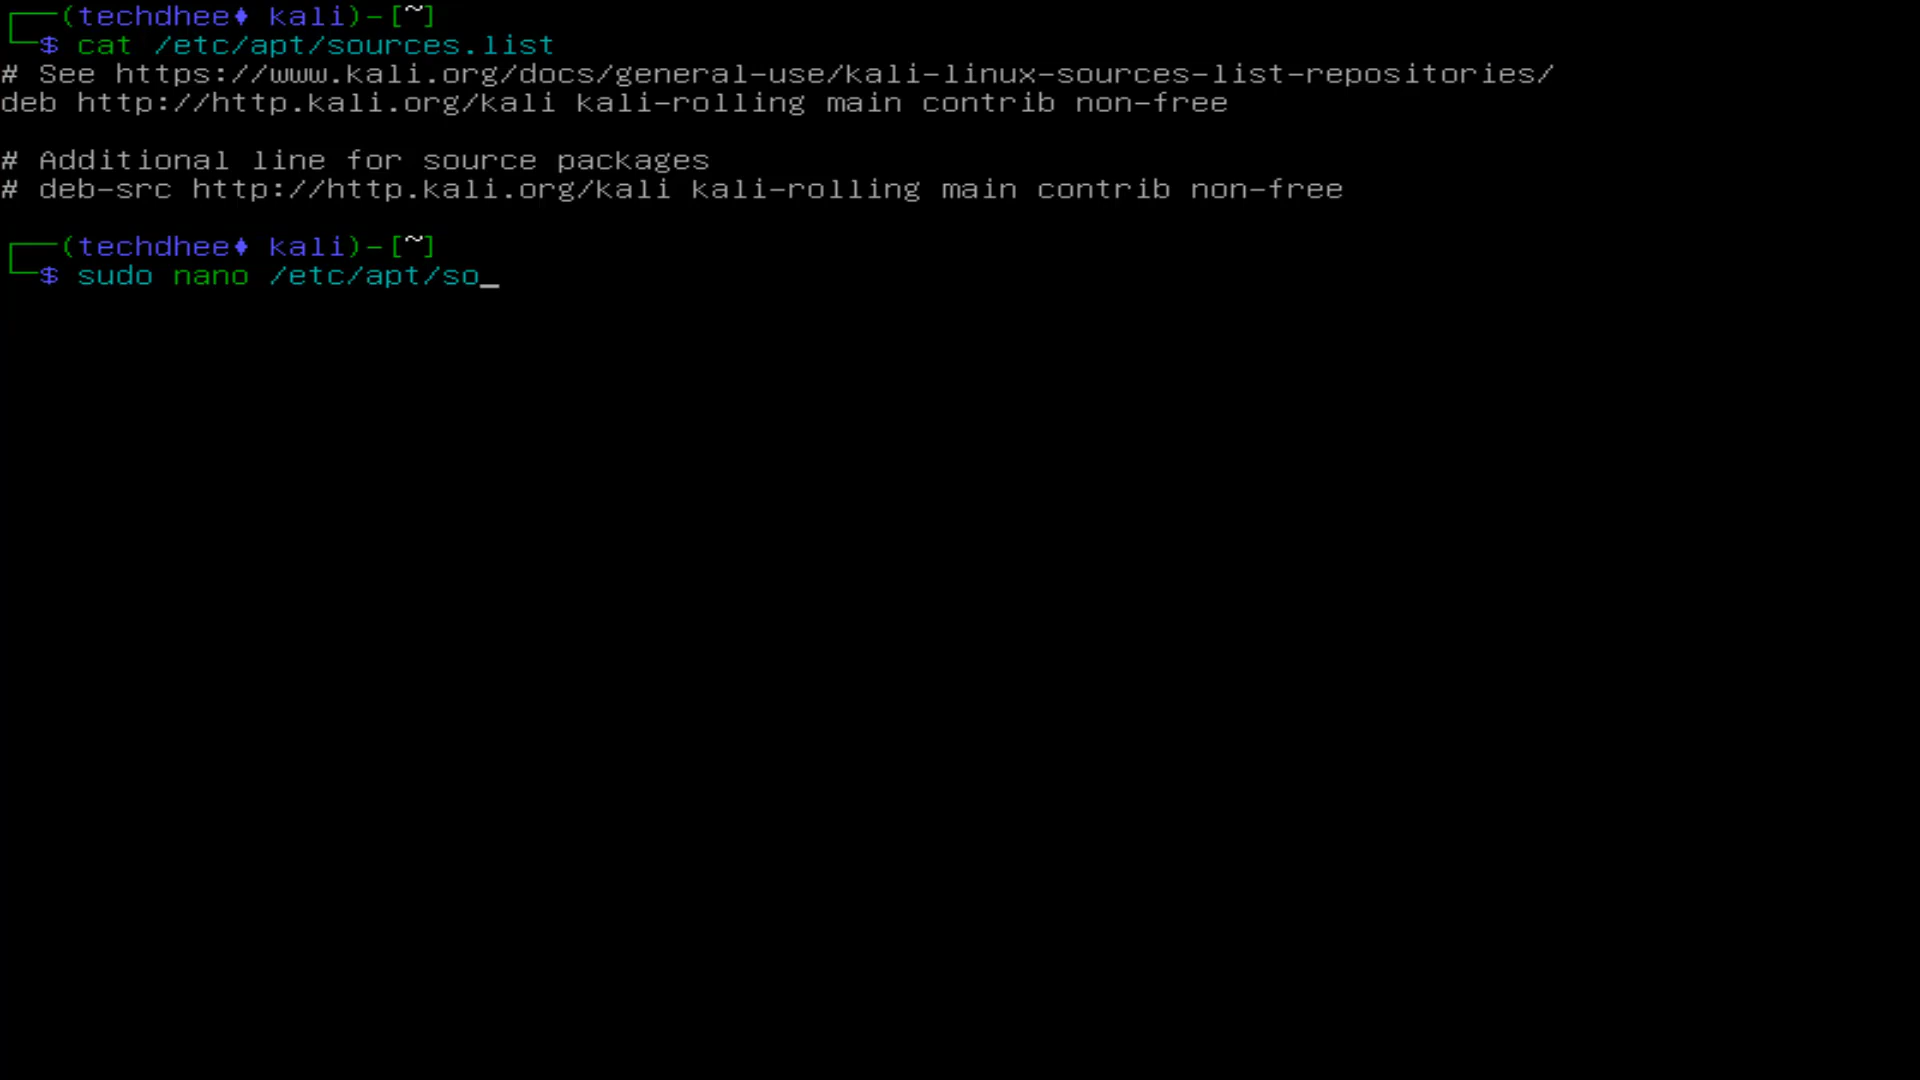 ┌──(techdhee♦ kali)-[~]
└─$ cat /etc/apt/sources.list
# See https://www.kali.org/docs/general-use/kali-linux-sources-list-repositories/
deb http://http.kali.org/kali kali-rolling main contrib non-free
# Additional line for source packages
# deb-src http://http.kali.org/kali kali-rolling main contrib non-free
┌──(techdhee♦ kali)-[~]
└─$ sudo nano /etc/apt/so_